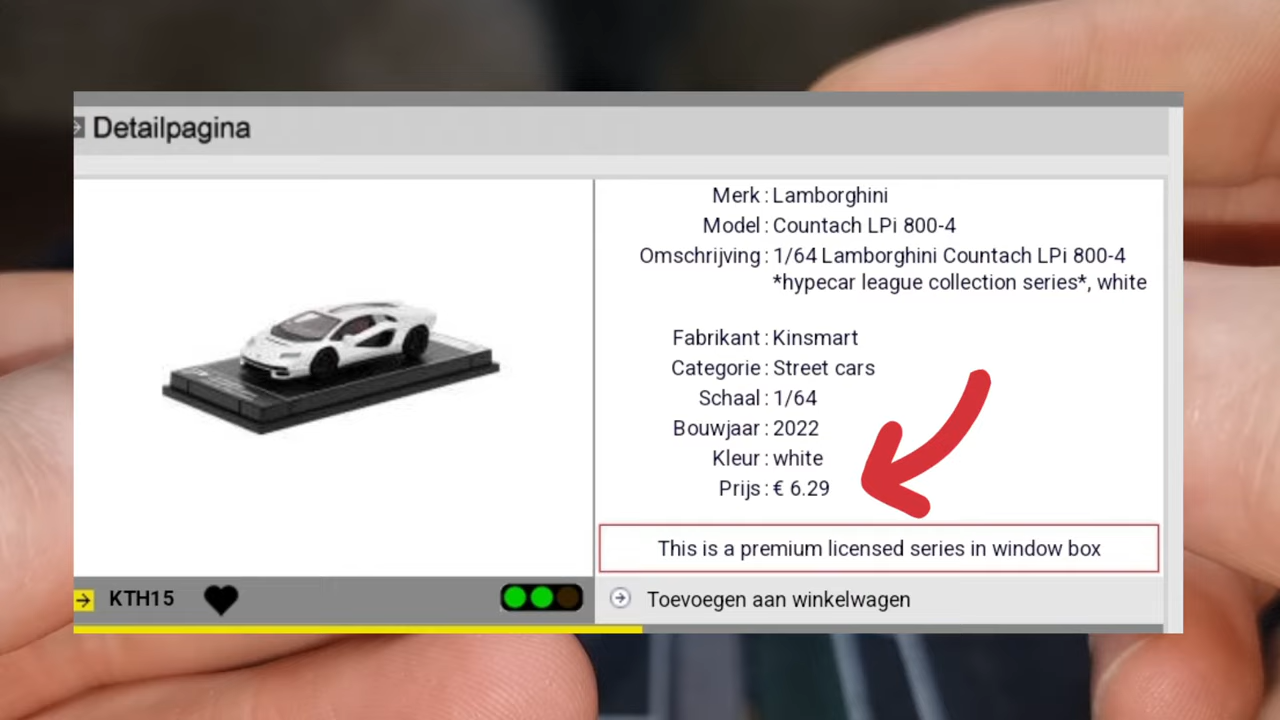 Detailpagina
Merk : Lamborghini
Model : Countach LPi 800-4
Omschrijving : 1/64 Lamborghini Countach LPi 800-4
*hypecar league collection series*, white
Fabrikant : Kinsmart
Categorie : Street cars
Schaal : 1/64
Bouwjaar : 2022
Kleur : white
Prijs : € 6.29
This is a premium licensed series in window box
KTH15
Toevoegen aan winkelwagen